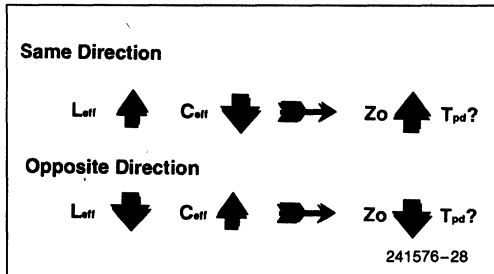 Same Direction
Leff Ceff Zo Tpd?
Opposite Direction
Leff Ceff Zo Tpd?
241576-28